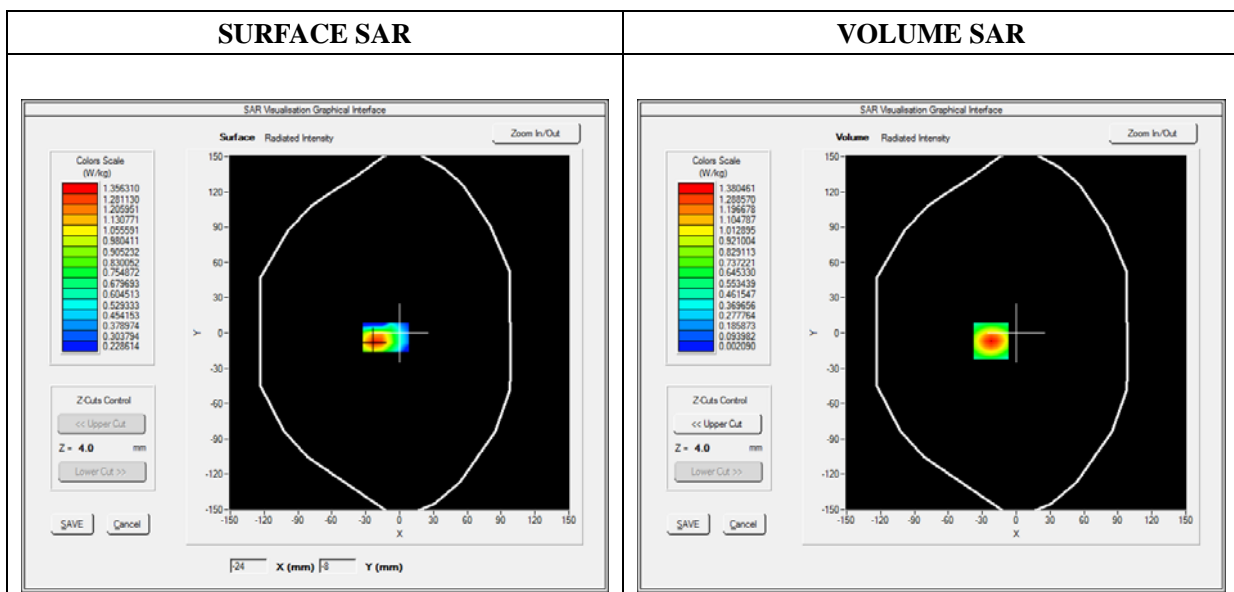 SURFACE SAR
VOLUME SAR
SAR Visualisation Graphical Interface
Surface Radiated Intensity
Zoom In/Out
Colors Scale
(W/kg)
1.356310
1.281130
1.205951
1.130771
1.055591
0.980411
0.905232
0.830052
0.754872
0.679693
0.604513
0.529333
0.454153
0.378974
0.303794
0.228614
Z-Cuts Control
<< Upper Cut
Z = 4.0 mm
Lower Cut >>
SAVE Cancel
150
120
90
60
30
0
-30
-60
-90
-120
-150
Y
-150 -120 -90 -60 -30 0 30 60 90 120 150
X
-24 X (mm) -8 Y (mm)
SAR Visualisation Graphical Interface
Volume Radiated Intensity
Zoom In/Out
Colors Scale
(W/kg)
1.380461
1.288570
1.196678
1.104787
1.012895
0.921004
0.829113
0.737221
0.645330
0.553439
0.461547
0.369656
0.277764
0.185873
0.093982
0.002090
Z-Cuts Control
<< Upper Cut
Z = 4.0 mm
Lower Cut >>
SAVE Cancel
150
120
90
60
30
0
-30
-60
-90
-120
-150
Y
-150 -120 -90 -60 -30 0 30 60 90 120 150
X